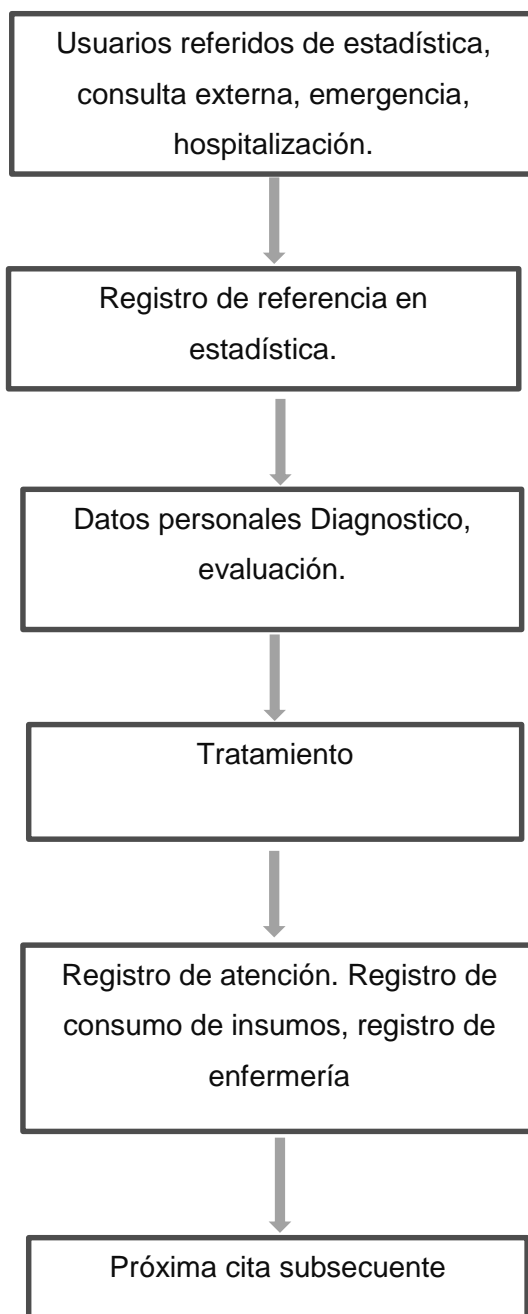 Usuarios referidos de estadística,
consulta externa, emergencia,
hospitalización.
Registro de referencia en
estadística.
Datos personales Diagnostico,
evaluación.
Tratamiento
Registro de atención. Registro de
consumo de insumos, registro de
enfermería
Próxima cita subsecuente